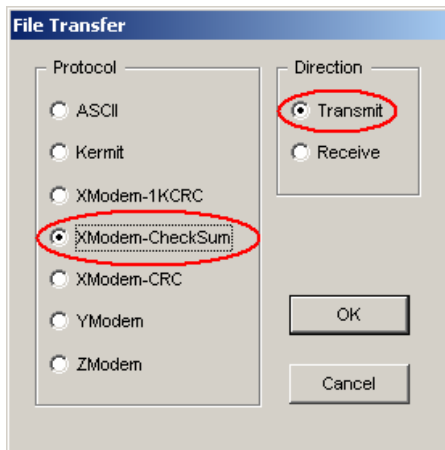 File Transfer
Protocol
ASCII
Kermit
XModem-1KCRC
XModem-CheckSum
XModem-CRC
YModem
ZModem
Direction
Transmit
Receive
OK
Cancel